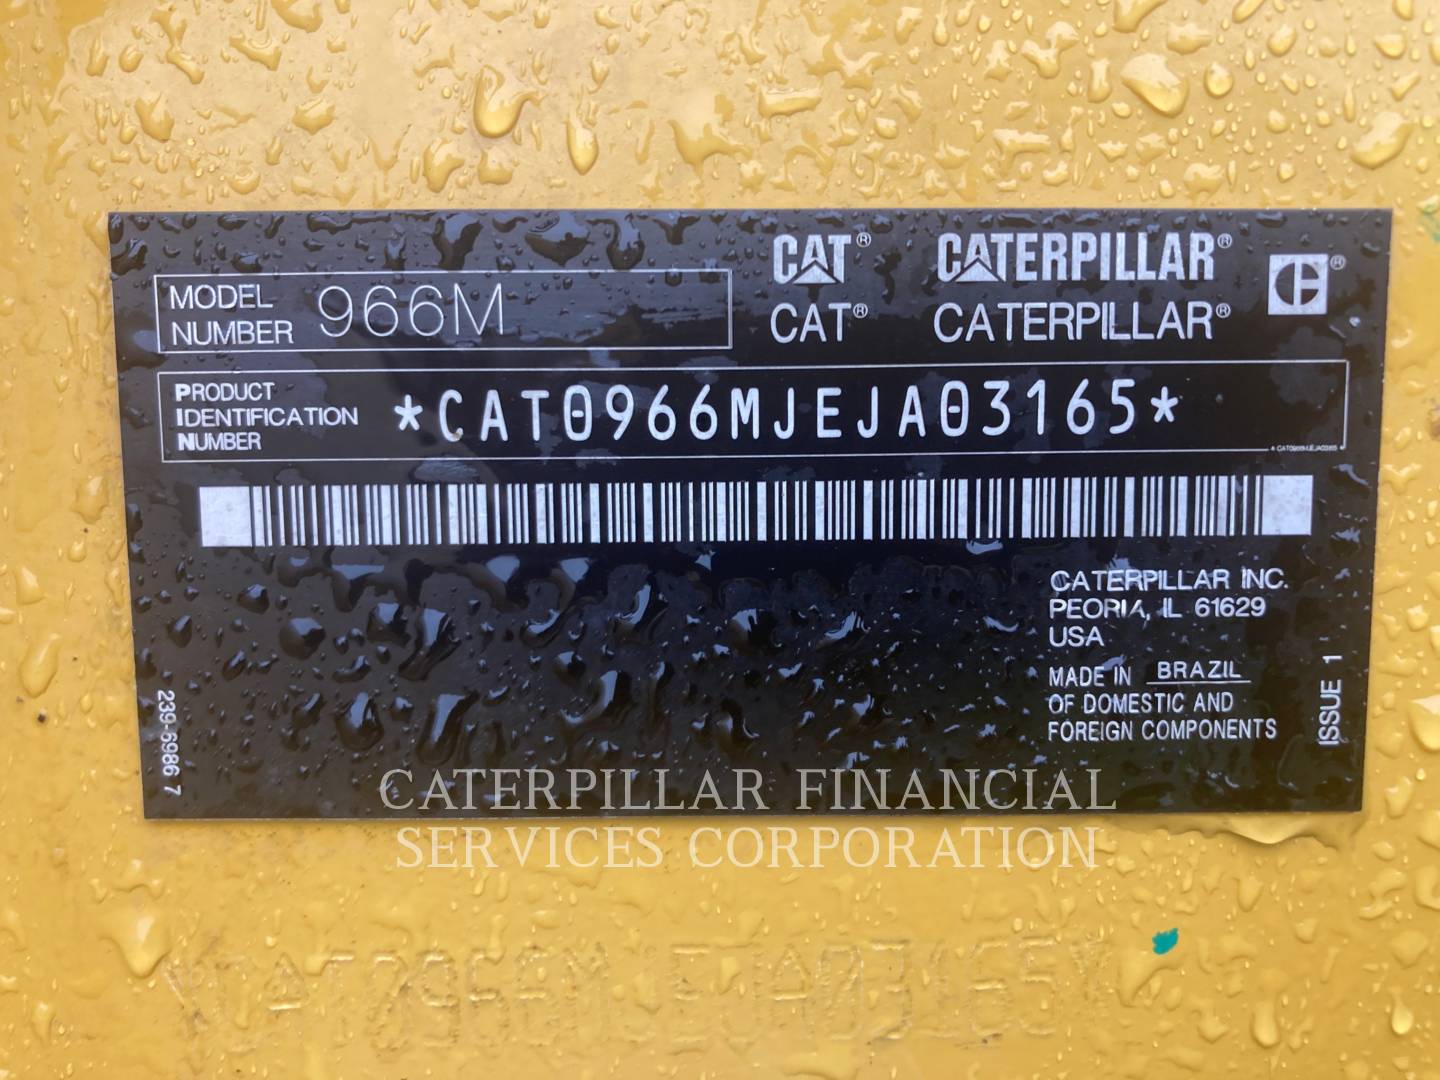 CAT® CATERPILLAR®
CAT® CATERPILLAR®
MODEL NUMBER 966M
PRODUCT IDENTIFICATION NUMBER *CAT0966MJEJA03165*
CATERPILLAR INC.
PEORIA, IL 61629
USA
MADE IN BRAZIL
OF DOMESTIC AND
FOREIGN COMPONENTS
ISSUE 1
239-6986 7
CATERPILLAR FINANCIAL
SERVICES CORPORATION
*CAT0966MJEJA03165*